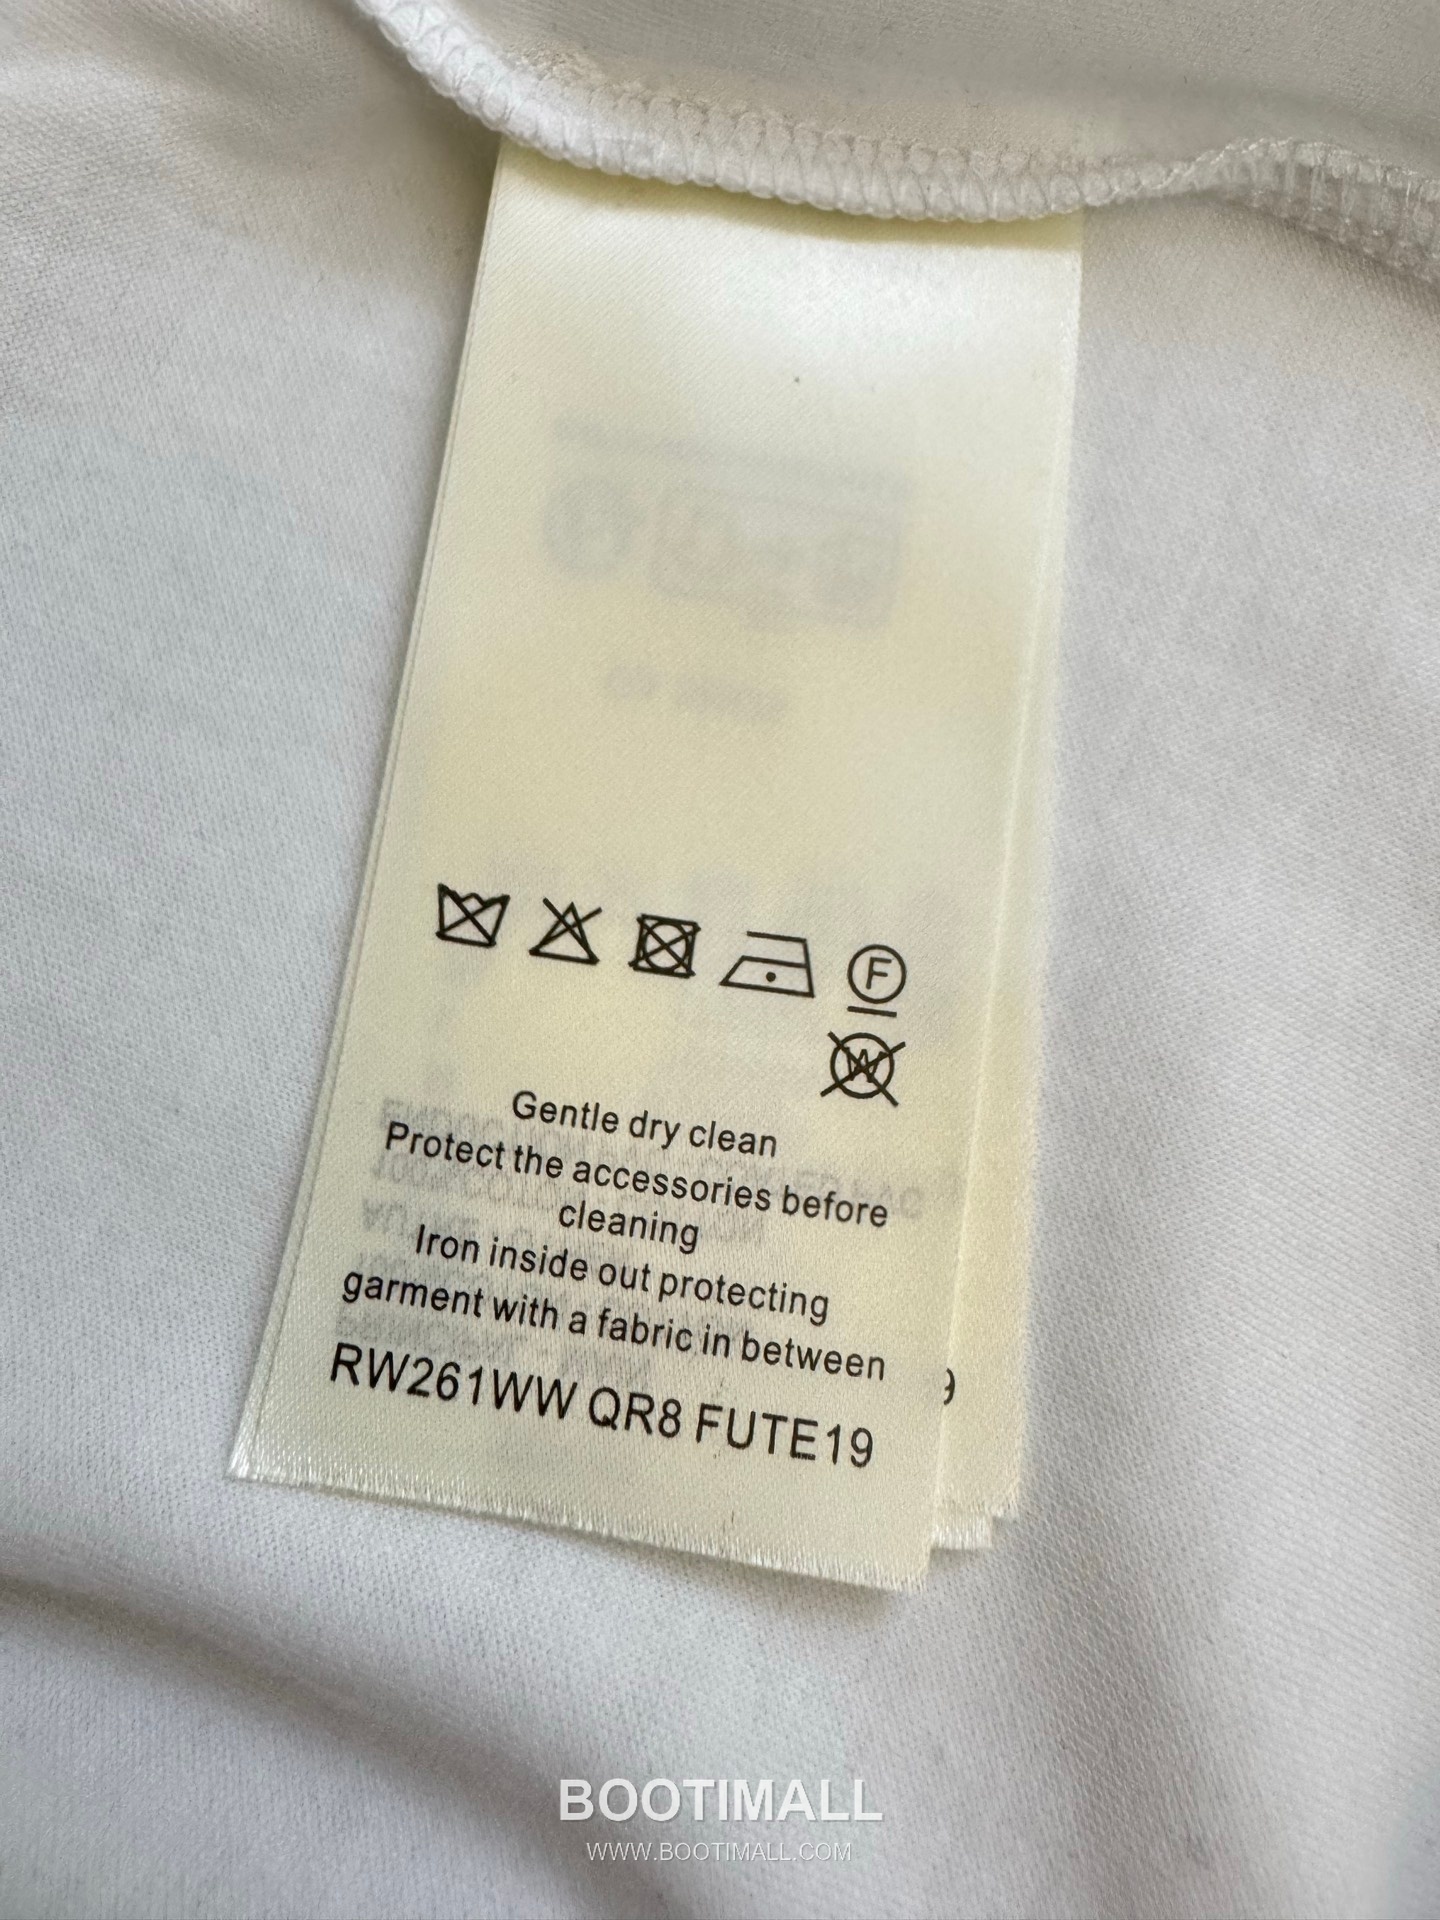 F
W
Gentle dry clean
Protect the accessories before
cleaning
Iron inside out protecting
garment with a fabric in between
RW261WW QR8 FUTE19
9
BOOTIMALL
WWW.BOOTIMALL.COM